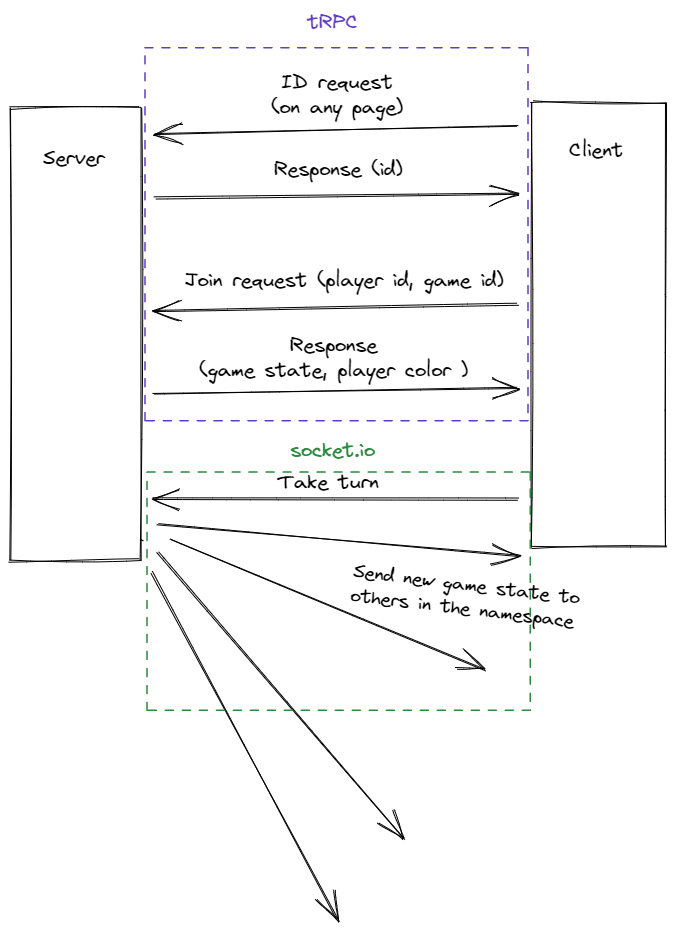 tRPC
ID request
(on any page)
Server
Client
Response (id)
Join request (player id, game id)
Response
(game state, player color )
socket.io
Take turn
Send new game state to
others in the namespace